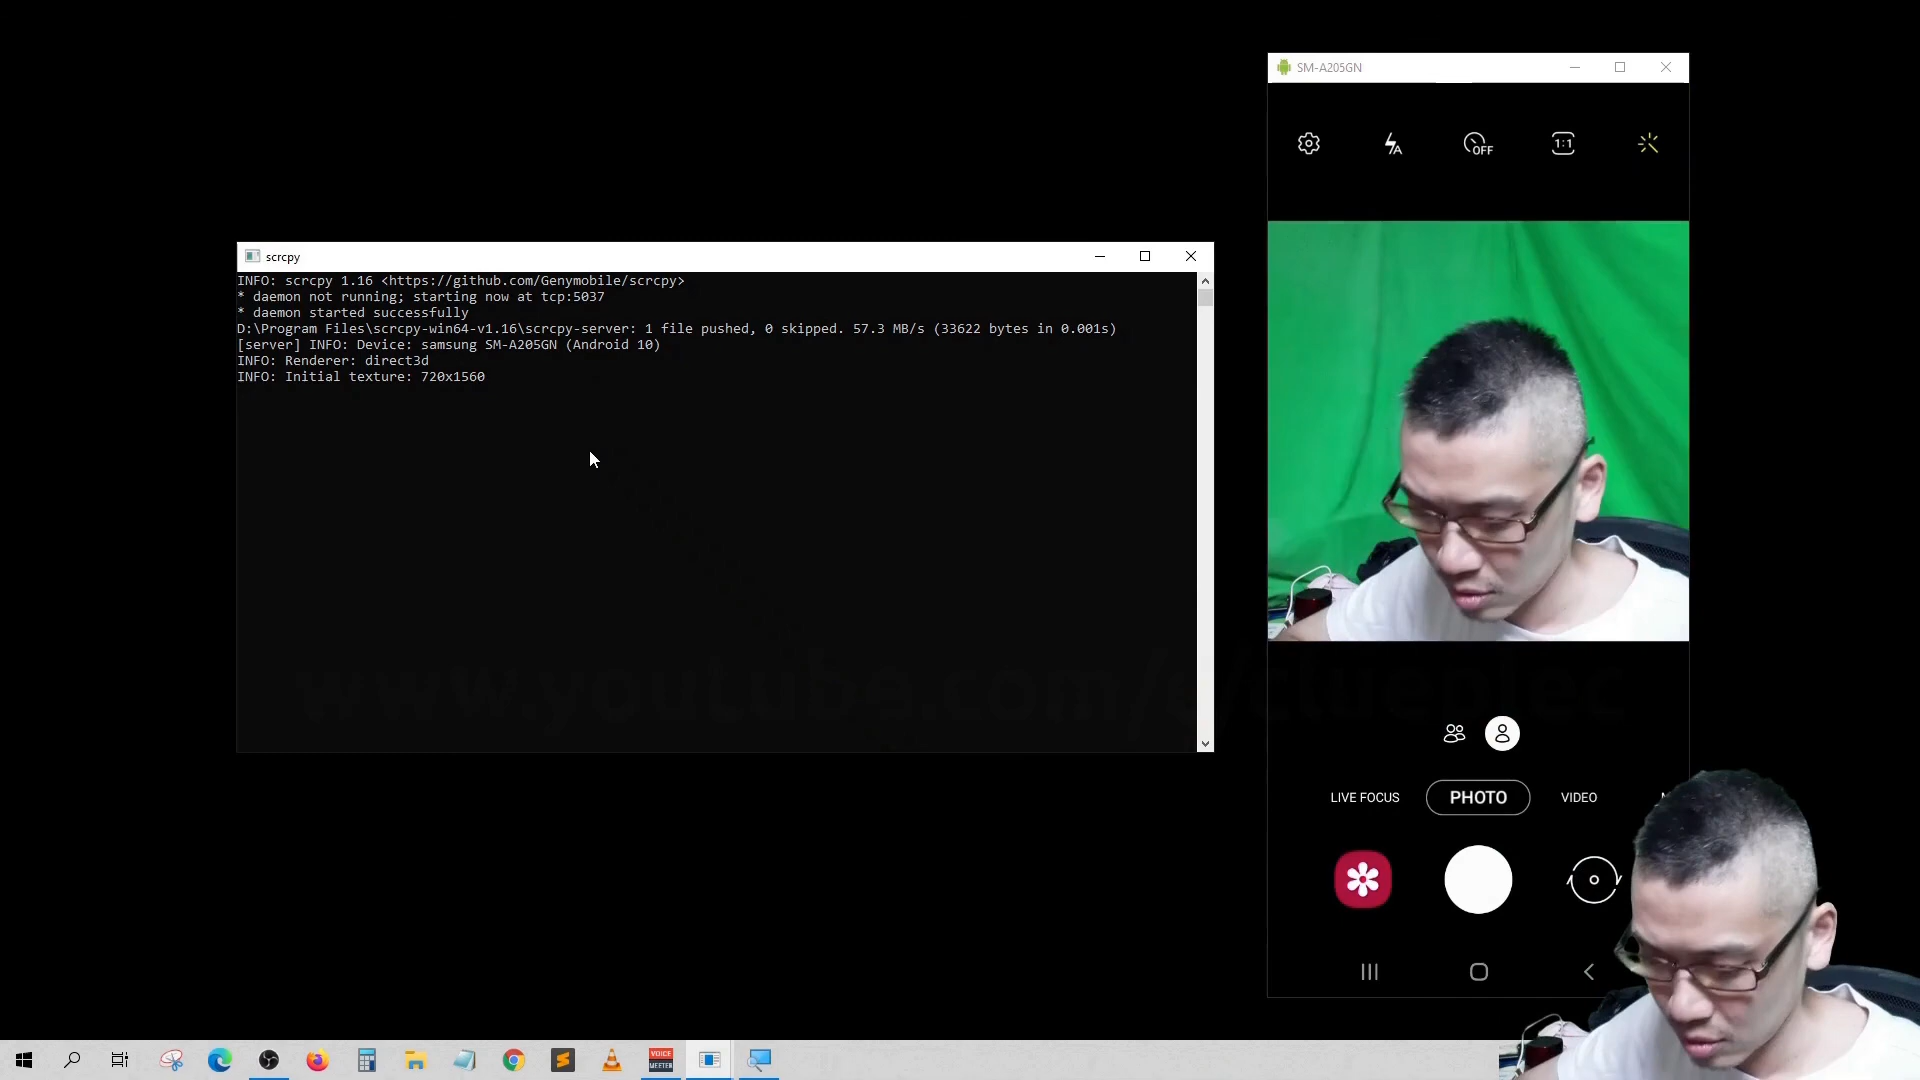 SM-A205GN
OFF
1:1
scrcpy
INFO: scrcpy 1.16 <https://github.com/Genymobile/scrcpy>
* daemon not running; starting now at tcp:5037
* daemon started successfully
D:\Program Files\scrcpy-win64-v1.16\scrcpy-server: 1 file pushed, 0 skipped. 57.3 MB/s (33622 bytes in 0.001s)
[server] INFO: Device: samsung SM-A205GN (Android 10)
INFO: Renderer: direct3d
INFO: Initial texture: 720x1560
LIVE FOCUS PHOTO VIDEO
VOICE
MEETER